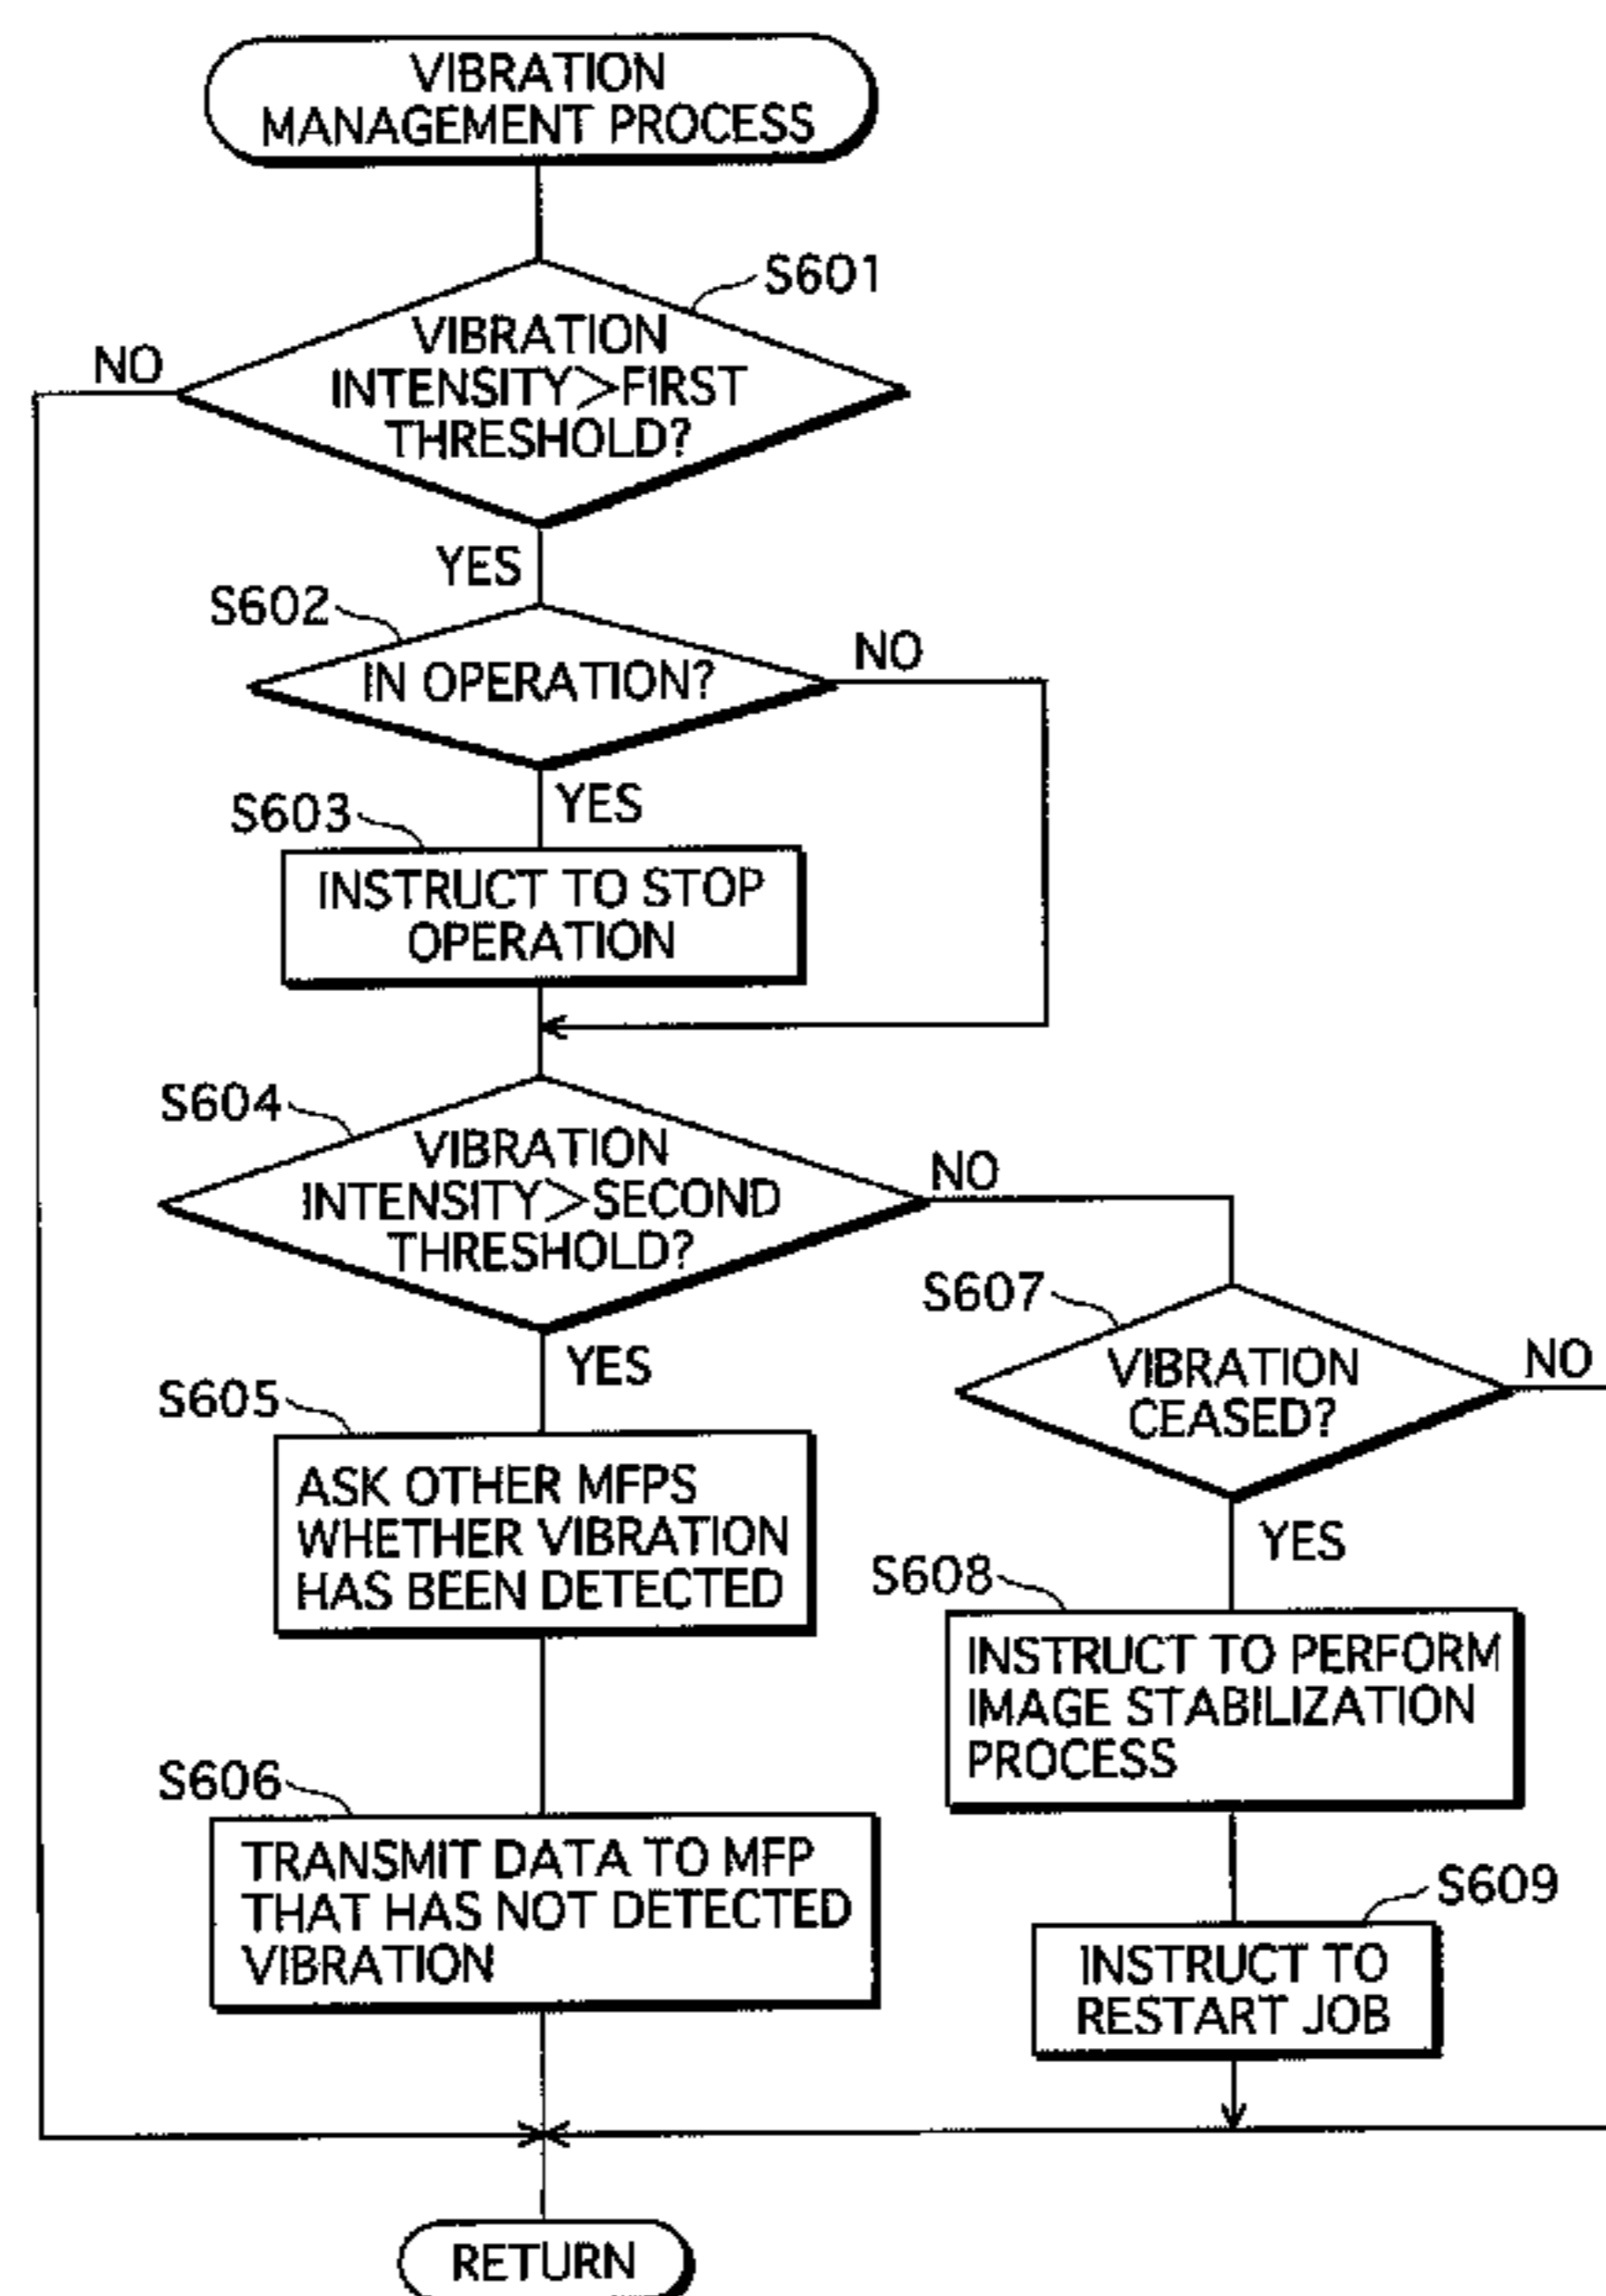 VIBRATION
MANAGEMENT PROCESS
S601
NO
VIBRATION
INTENSITY>FIRST
THRESHOLD?
YES
S602
NO
IN OPERATION?
YES
S603
INSTRUCT TO STOP
OPERATION
S604
VIBRATION
INTENSITY>SECOND
THRESHOLD?
NO
YES
S607
VIBRATION
CEASED?
NO
YES
S605
ASK OTHER MFPS
WHETHER VIBRATION
HAS BEEN DETECTED
S608
INSTRUCT TO PERFORM
IMAGE STABILIZATION
PROCESS
S606
TRANSMIT DATA TO MFP
THAT HAS NOT DETECTED
VIBRATION
S609
INSTRUCT TO
RESTART JOB
RETURN